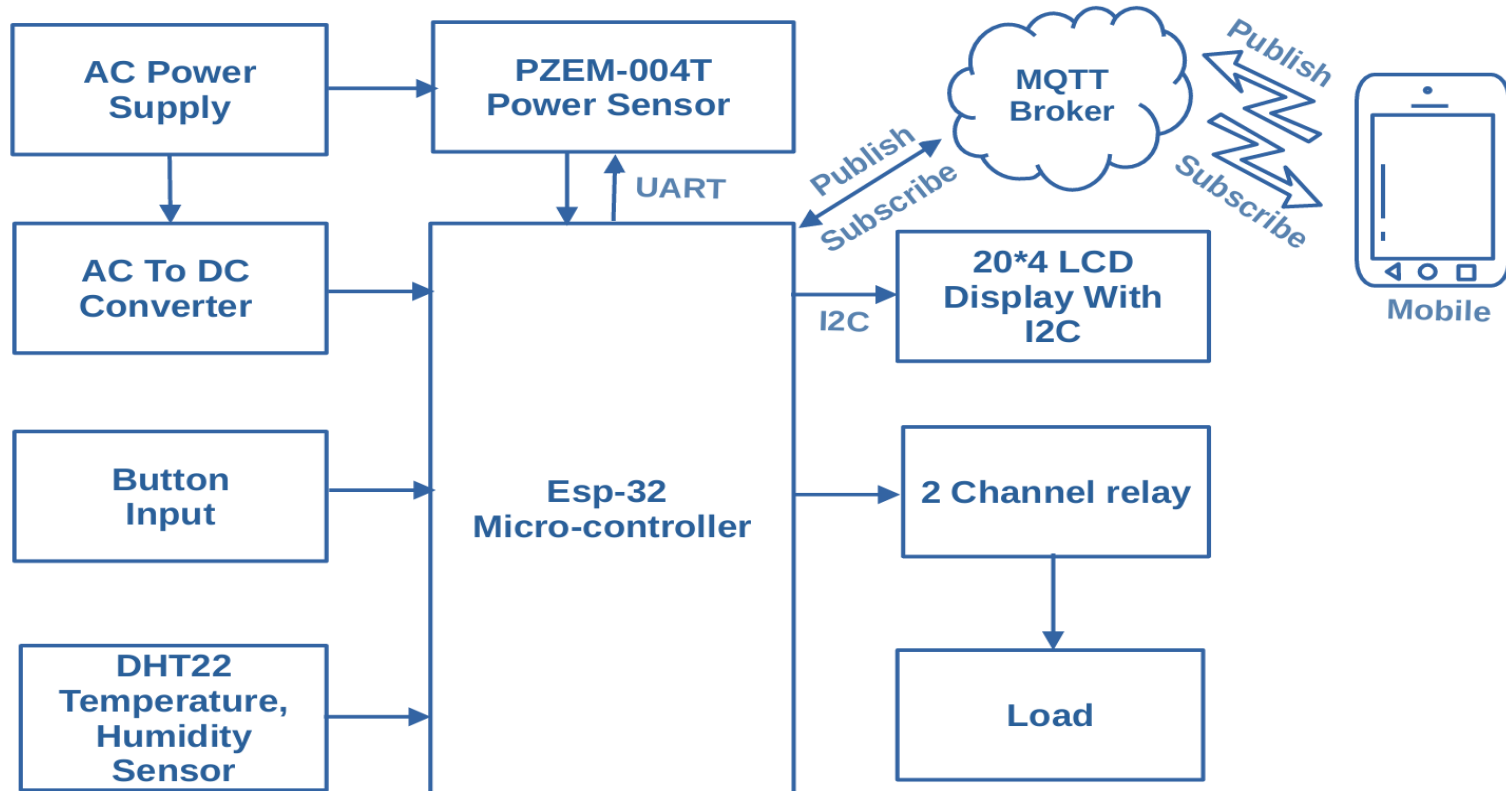 AC Power
Supply
PZEM-004T
Power Sensor
MQTT
Broker
Publish
Subscribe
Mobile
UART
Publish
Subscribe
AC To DC
Converter
I2C
20*4 LCD
Display With
I2C
Button
Input
Esp-32
Micro-controller
2 Channel relay
DHT22
Temperature,
Humidity
Sensor
Load